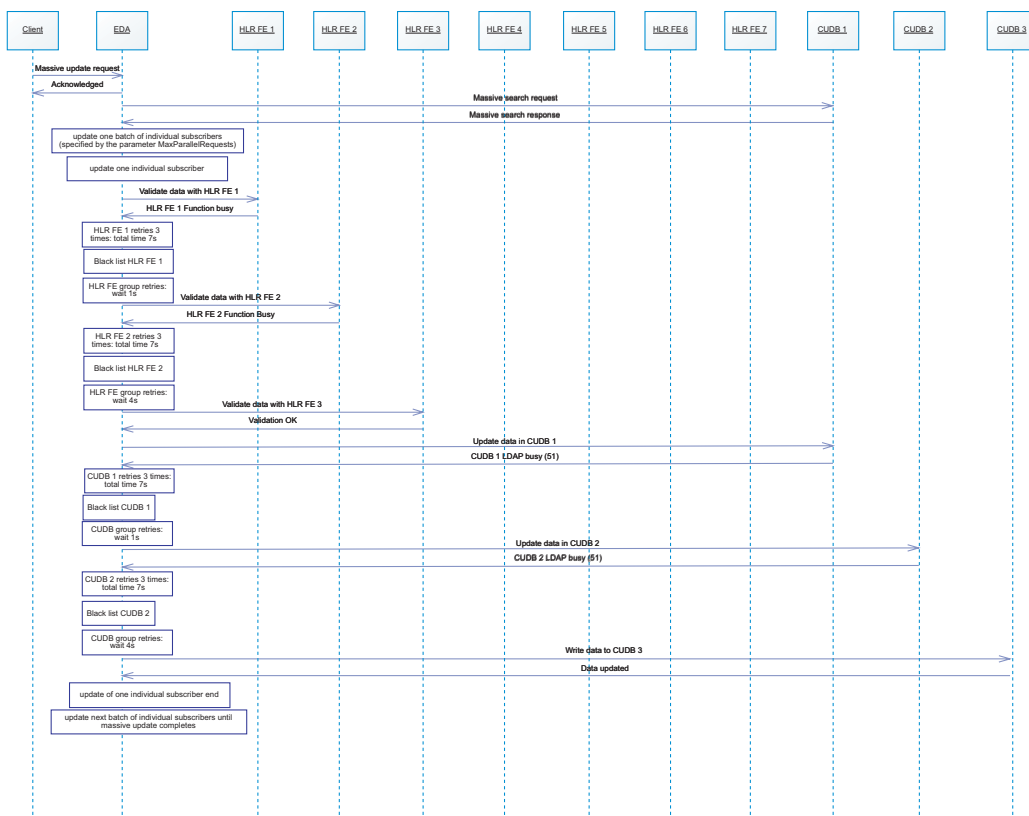 Client
EDA
HLR FE 1
HLR FE 2
HLR FE 3
HLR FE 4
HLR FE 5
HLR FE 6
HLR FE 7
CUDB 1
CUDB 2
CUDB 3
Massive update request
Acknowledged
Massive search request
Massive search response
update one batch of individual subscribers
(specified by the parameter MaxParallelRequests)
update one individual subscriber
Validate data with HLR FE 1
HLR FE 1 Function busy
HLR FE 1 retries 3
times: total time 7s
Black list HLR FE 1
HLR FE group retries:
wait 1s
Validate data with HLR FE 2
HLR FE 2 Function Busy
HLR FE 2 retries 3
times: total time 7s
Black list HLR FE 2
HLR FE group retries:
wait 4s
Validate data with HLR FE 3
Validation OK
Update data in CUDB 1
CUDB 1 LDAP busy (51)
CUDB 1 retries 3 times:
total time 7s
Black list CUDB 1
CUDB group retries:
wait 1s
Update data in CUDB 2
CUDB 2 LDAP busy (51)
CUDB 2 retries 3 times:
total time 7s
Black list CUDB 2
CUDB group retries:
wait 4s
Write data to CUDB 3
Data updated
update of one individual subscriber end
update next batch of individual subscribers until
massive update completes